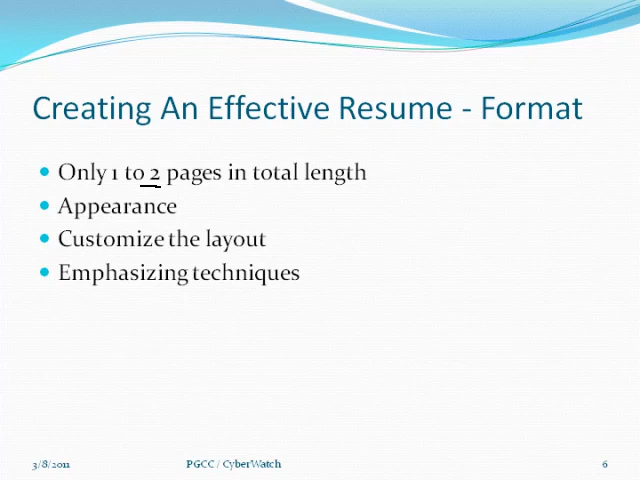 Creating An Effective Resume - Format
Only 1 to 2 pages in total length
Appearance
Customize the layout
Emphasizing techniques
3/8/2011 PGCC / CyberWatch 6